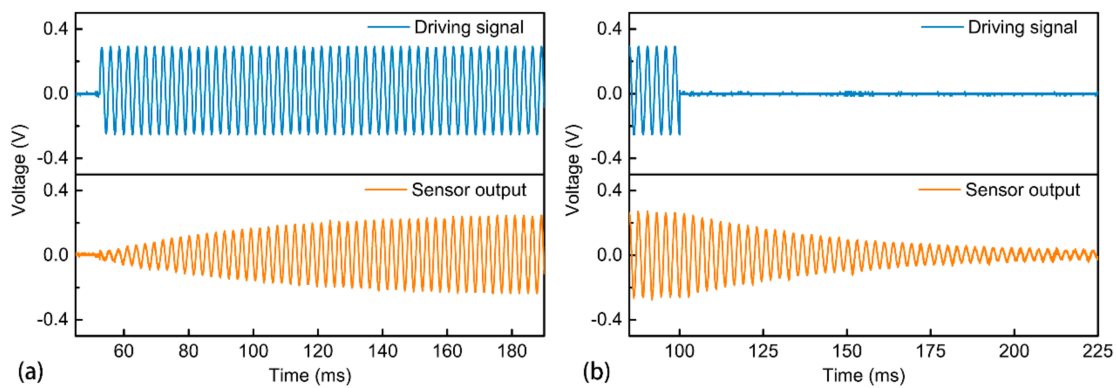 0.4
Driving signal
0.0
-0.4
0.4
Sensor output
0.0
-0.4
Voltage (V)
60 80 100 120 140 160 180
Time (ms)
(a)
0.4
Driving signal
0.0
-0.4
0.4
Sensor output
0.0
-0.4
Voltage (V)
100 125 150 175 200 225
Time (ms)
(b)